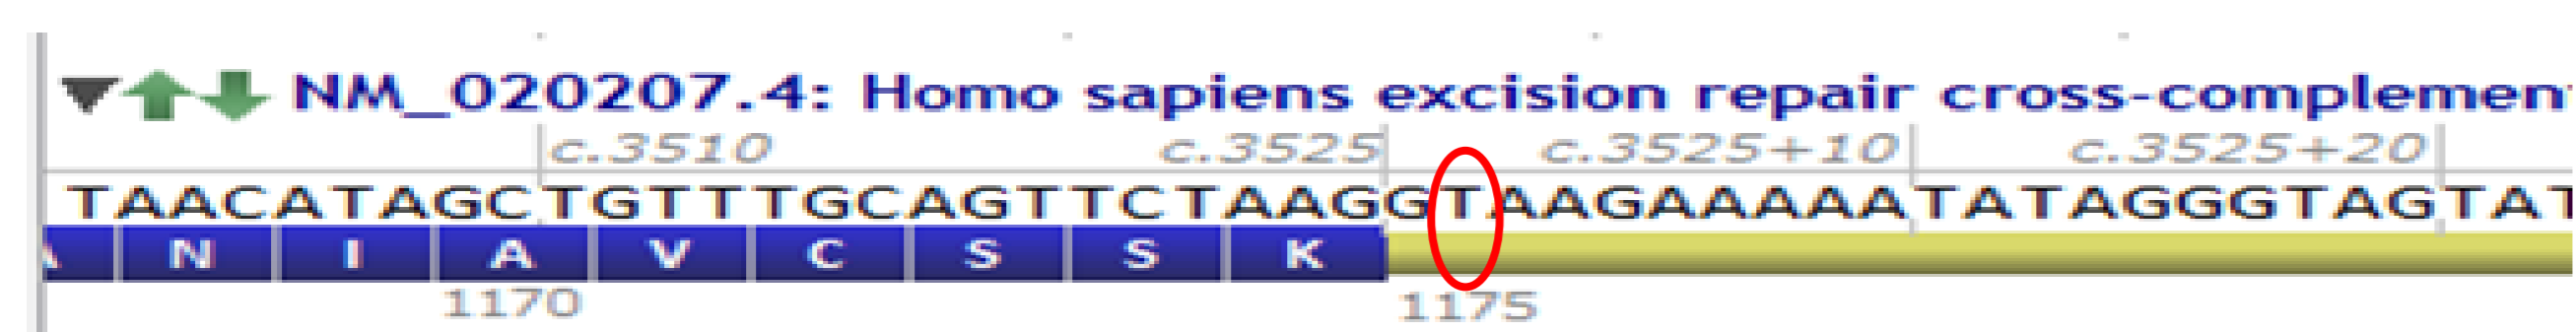 NM_020207.4: Homo sapiens excision repair cross-complemen
c.3510 c.3525 c.3525+10 c.3525+20
TAACATAGCTGTTTGCAGTTCTAAGGTAAGAAAAATATAGGGTAGTAT
N I A V C S S K
1170 1175